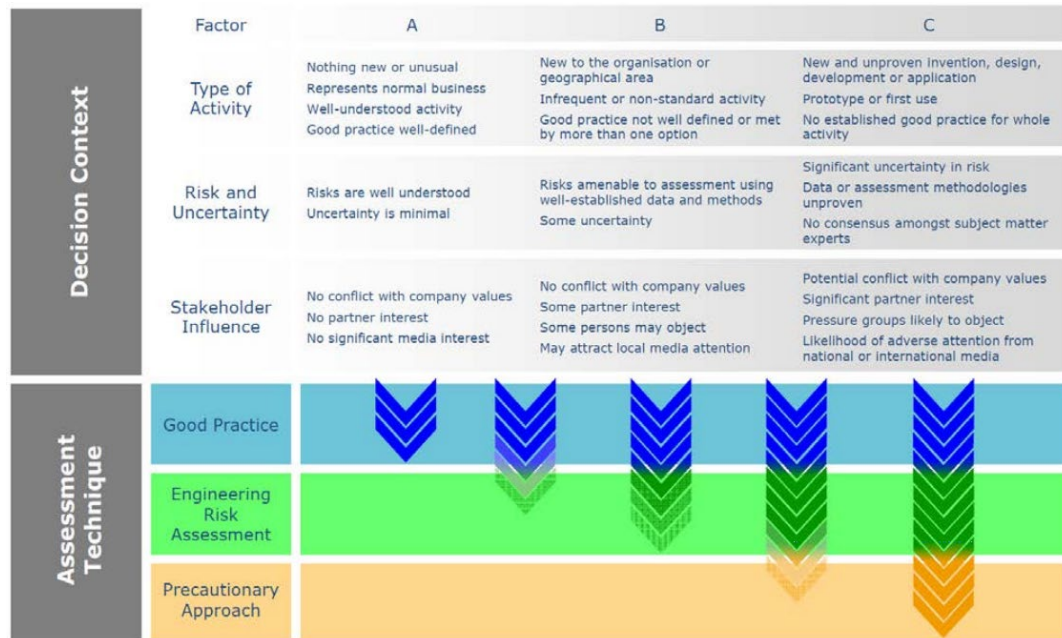 Decision Context
Factor
A
B
C
Type of
Activity
Nothing new or unusual
Represents normal business
Well-understood activity
Good practice well-defined
New to the organisation or
geographical area
Infrequent or non-standard activity
Good practice not well defined or met
by more than one option
New and unproven invention, design,
development or application
Prototype or first use
No established good practice for whole
activity
Risk and
Uncertainty
Risks are well understood
Uncertainty is minimal
Risks amenable to assessment using
well-established data and methods
Some uncertainty
Significant uncertainty in risk
Data or assessment methodologies
unproven
No consensus amongst subject matter
experts
Stakeholder
Influence
No conflict with company values
No partner interest
No significant media interest
No conflict with company values
Some partner interest
Some persons may object
May attract local media attention
Potential conflict with company values
Significant partner interest
Pressure groups likely to object
Likelihood of adverse attention from
national or international media
Assessment
Technique
Good Practice
Engineering
Risk
Assessment
Precautionary
Approach